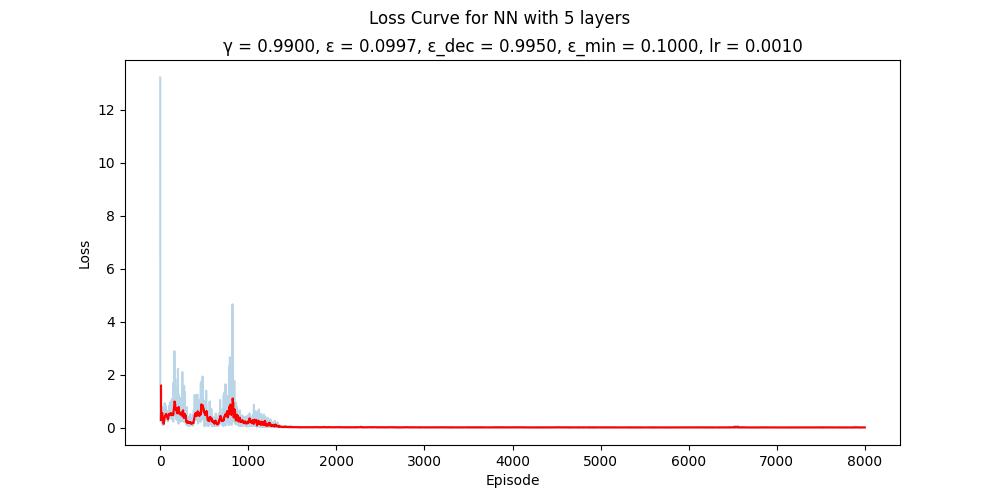 Loss Curve for NN with 5 layers
γ = 0.9900, ε = 0.0997, ε_dec = 0.9950, ε_min = 0.1000, lr = 0.0010
12
10
8
6
4
2
0
Loss
0 1000 2000 3000 4000 5000 6000 7000 8000
Episode